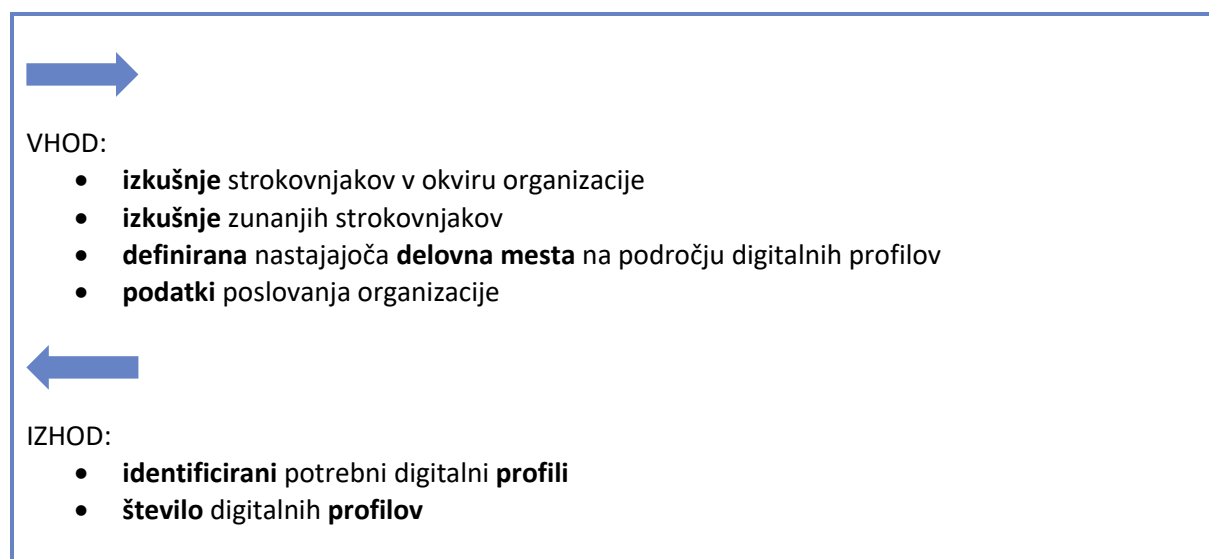 VHOD:
• izkušnje strokovnjakov v okviru organizacije
• izkušnje zunanjih strokovnjakov
• definirana nastajajoča delovna mesta na področju digitalnih profilov
• podatki poslovanja organizacije
IZHOD:
• identificirani potrebni digitalni profili
• število digitalnih profilov